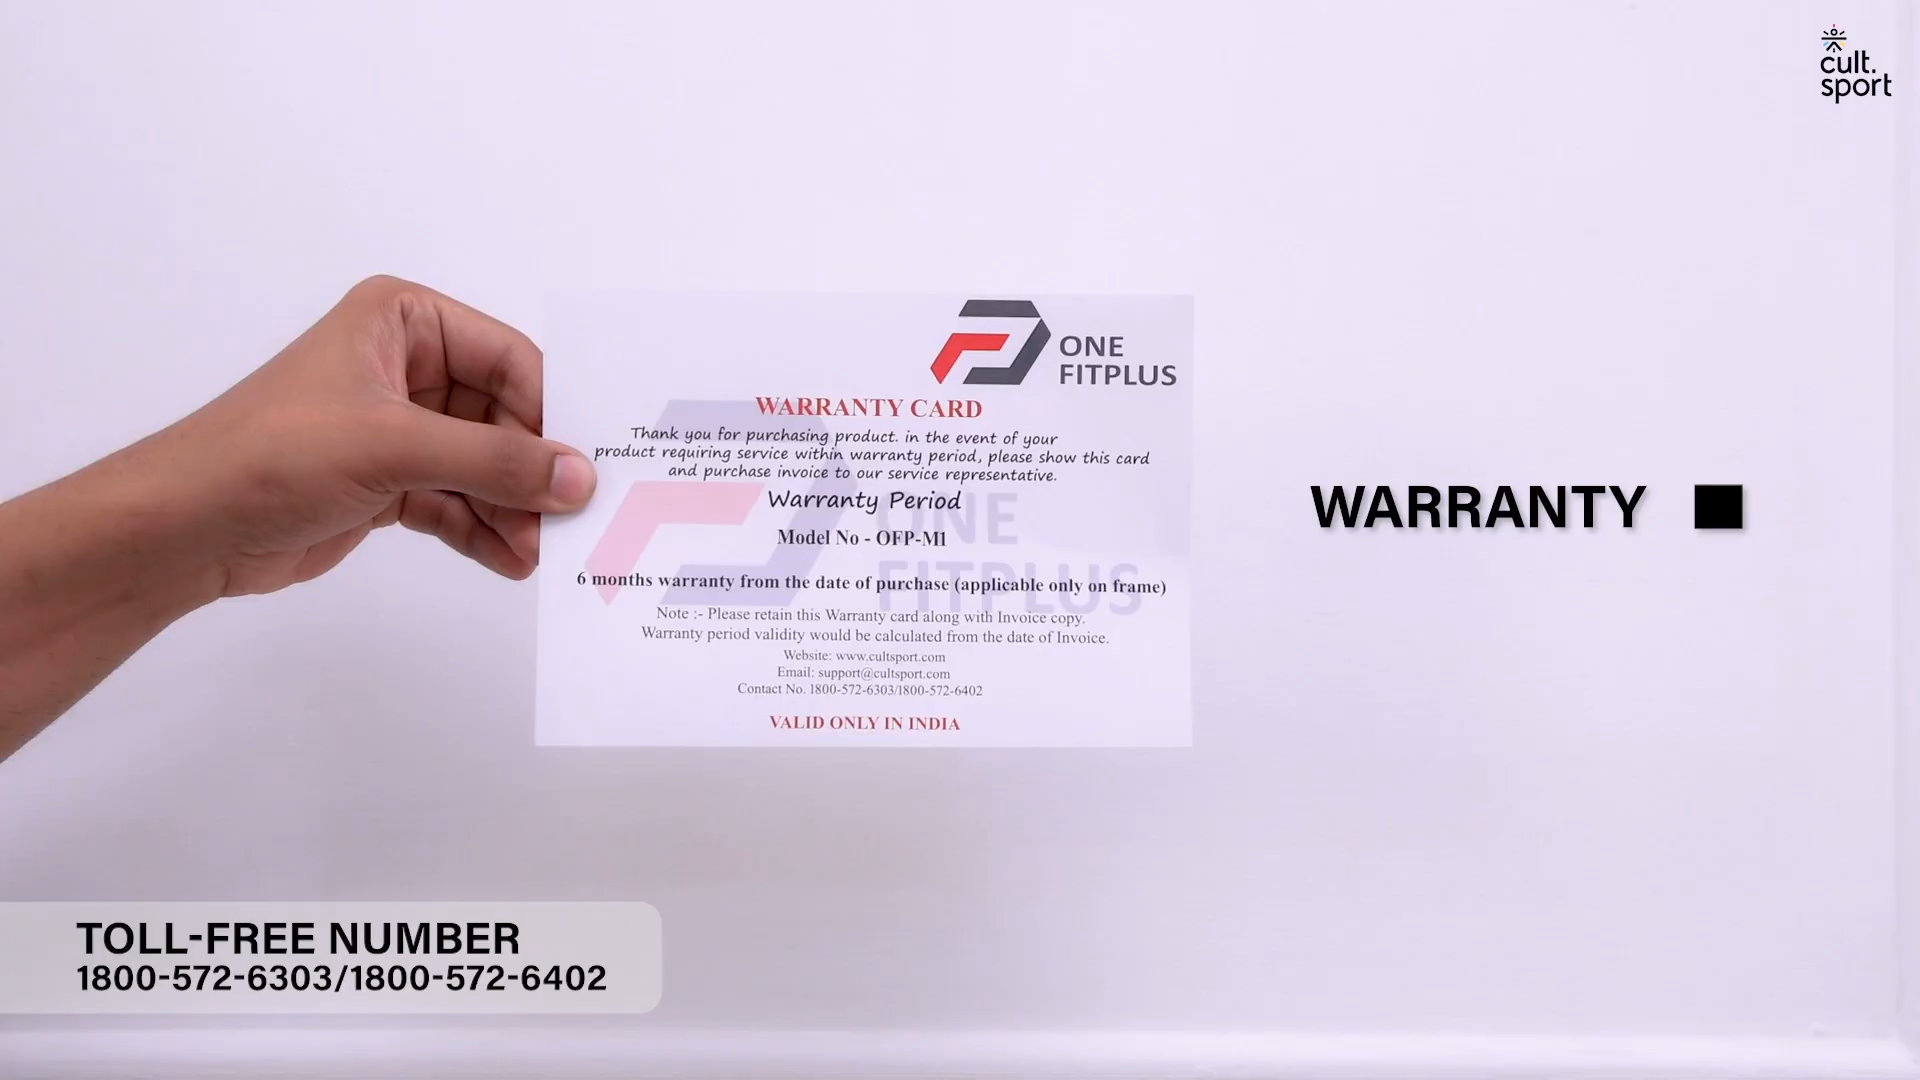 cult.
sport
ONE
FITPLUS
WARRANTY CARD
Thank you for purchasing product. in the event of your
product requiring service within warranty period, please show this card
and purchase invoice to our service representative.
Warranty Period
Model No - OFP-M1
6 months warranty from the date of purchase (applicable only on frame)
Note :- Please retain this Warranty card along with Invoice copy.
Warranty period validity would be calculated from the date of Invoice.
Website: www.cultsport.com
Email: support@cultsport.com
Contact No. 1800-572-6303/1800-572-6402
VALID ONLY IN INDIA
ONE
FITPLUS
WARRANTY
TOLL-FREE NUMBER
1800-572-6303/1800-572-6402